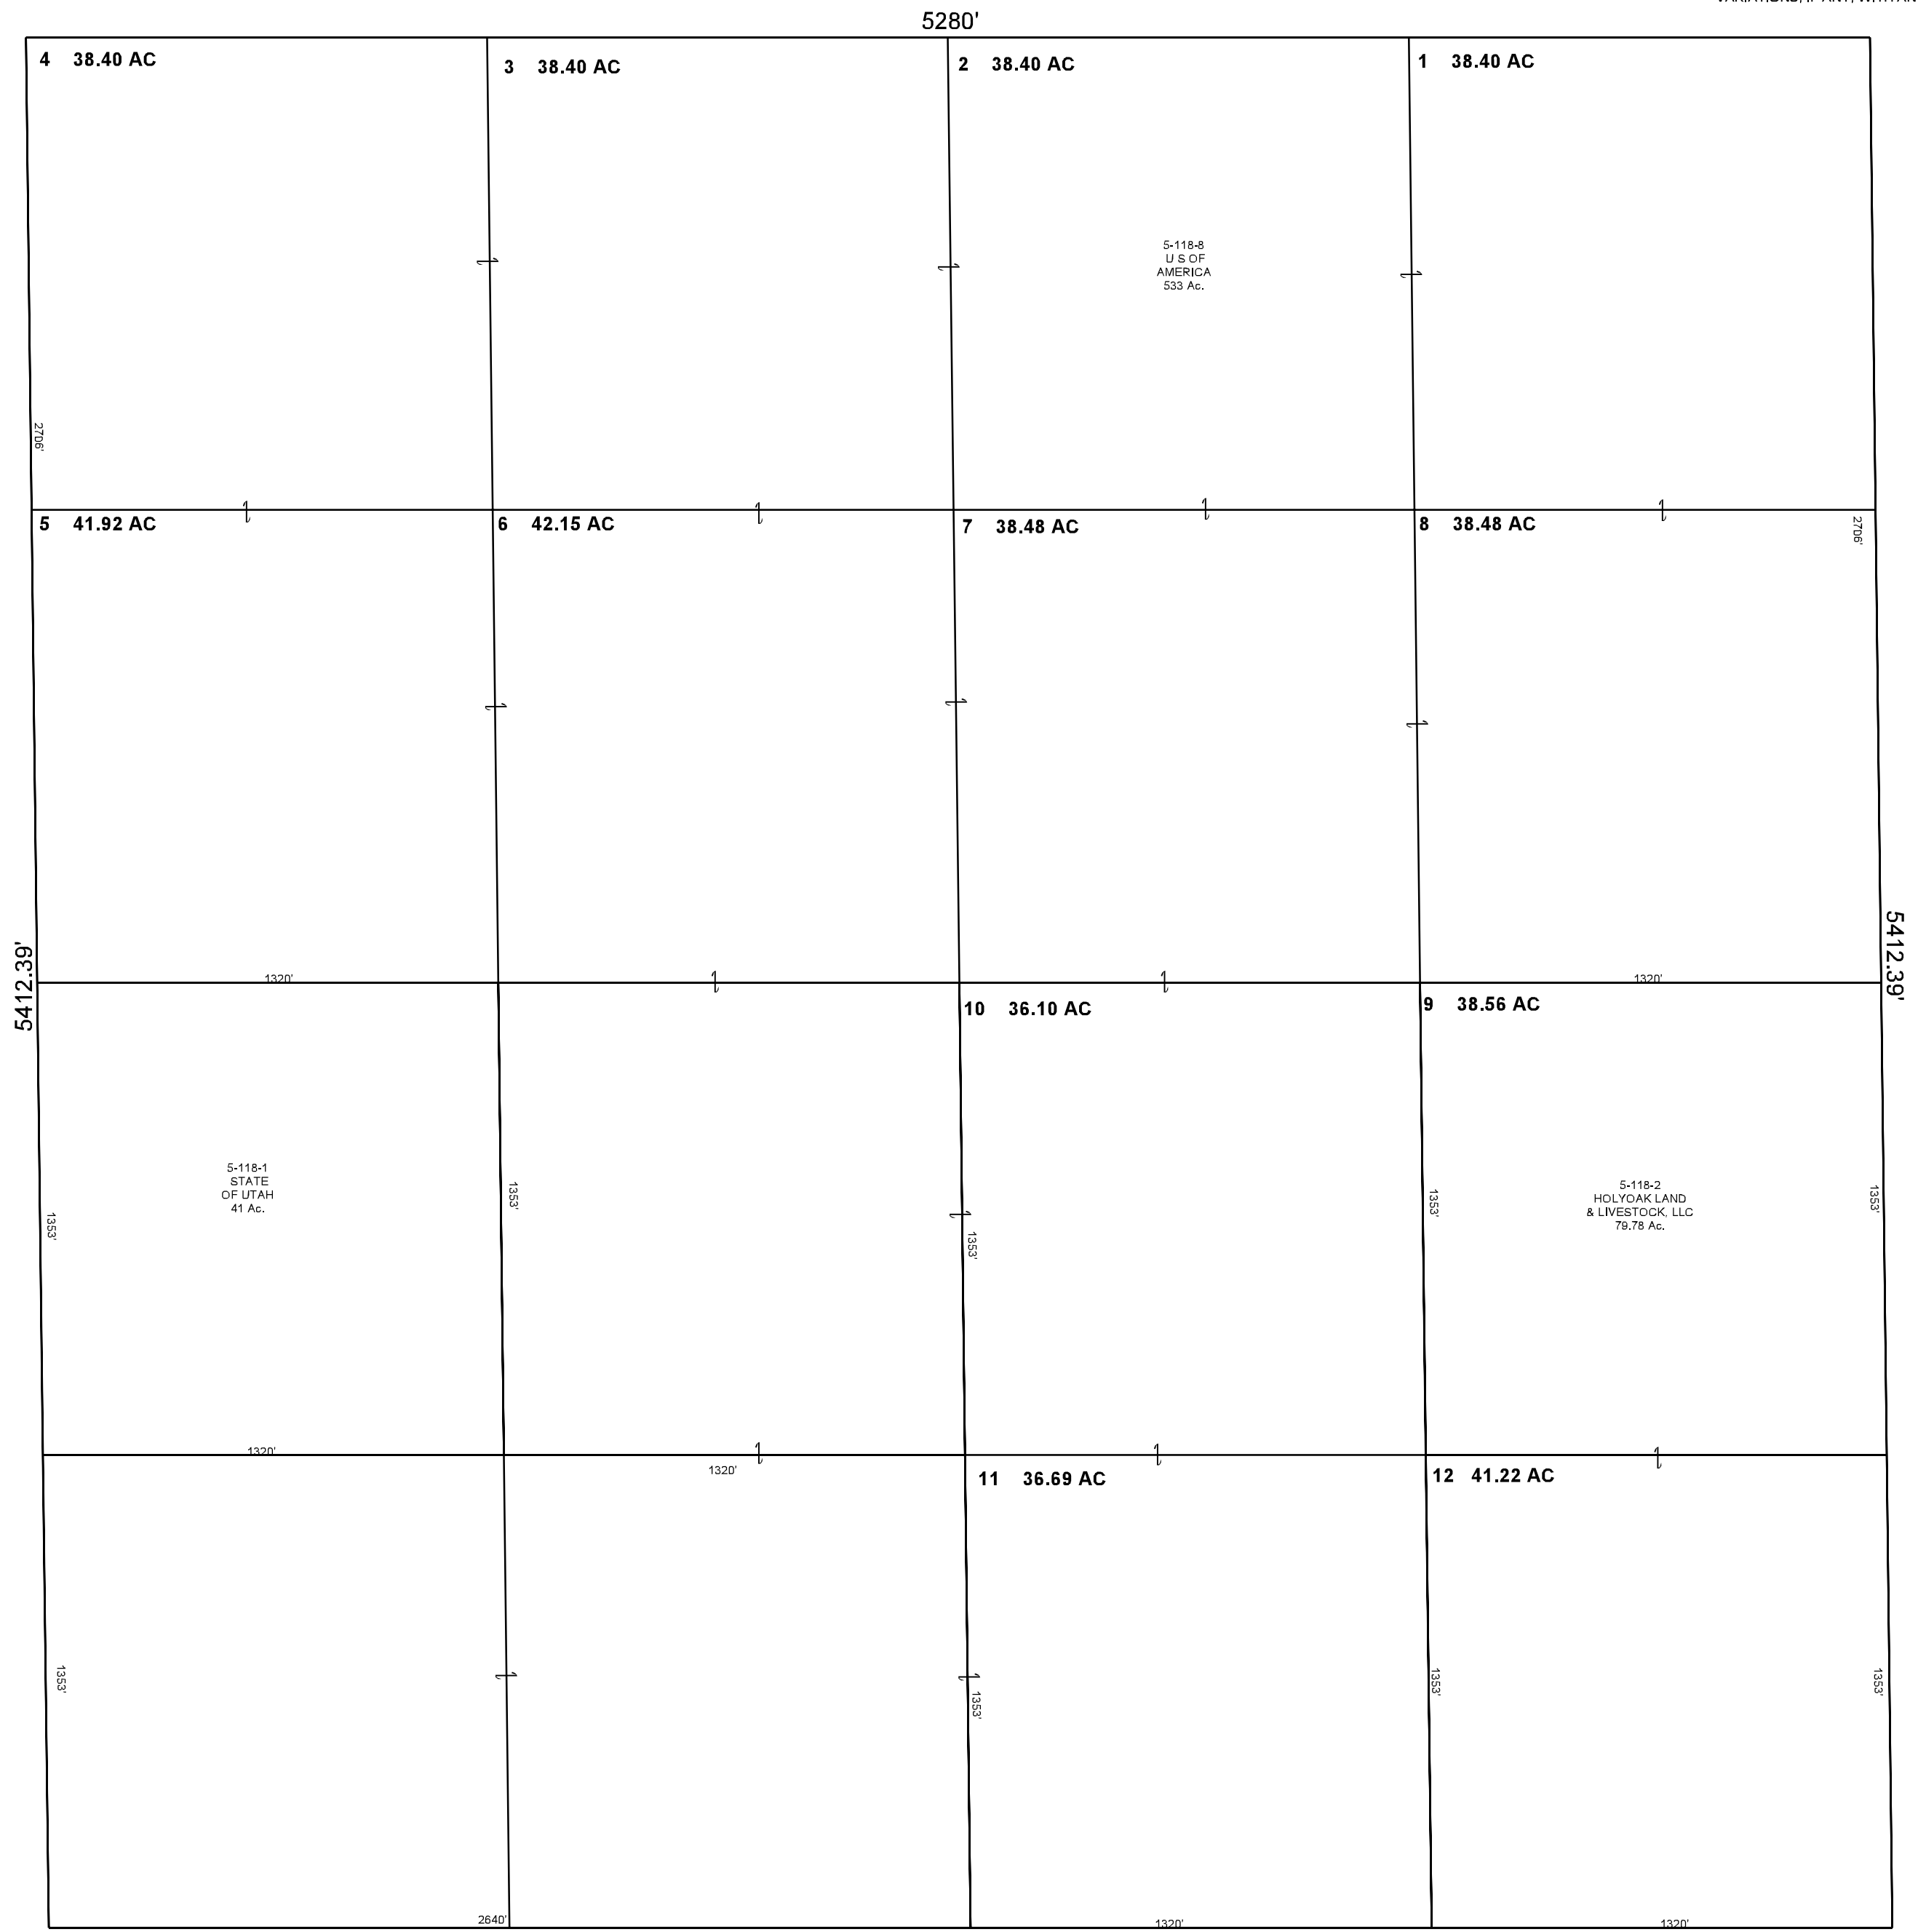 5280'
4 38.40 AC
3 38.40 AC
2 38.40 AC
1 38.40 AC
5-118-8
U S OF
AMERICA
533 Ac.
2706'
5 41.92 AC
6 42.15 AC
7 38.48 AC
8 38.48 AC
2706'
5412.39'
5412.39'
1320'
1320'
10 36.10 AC
9 38.56 AC
5-118-1
STATE
OF UTAH
41 Ac.
1353'
1353'
1353'
1353'
5-118-2
HOLYOAK LAND
& LIVESTOCK, LLC
79.78 Ac.
1353'
1320'
1320'
11 36.69 AC
12 41.22 AC
1353'
1353'
1353'
1353'
2640'
1320'
1320'